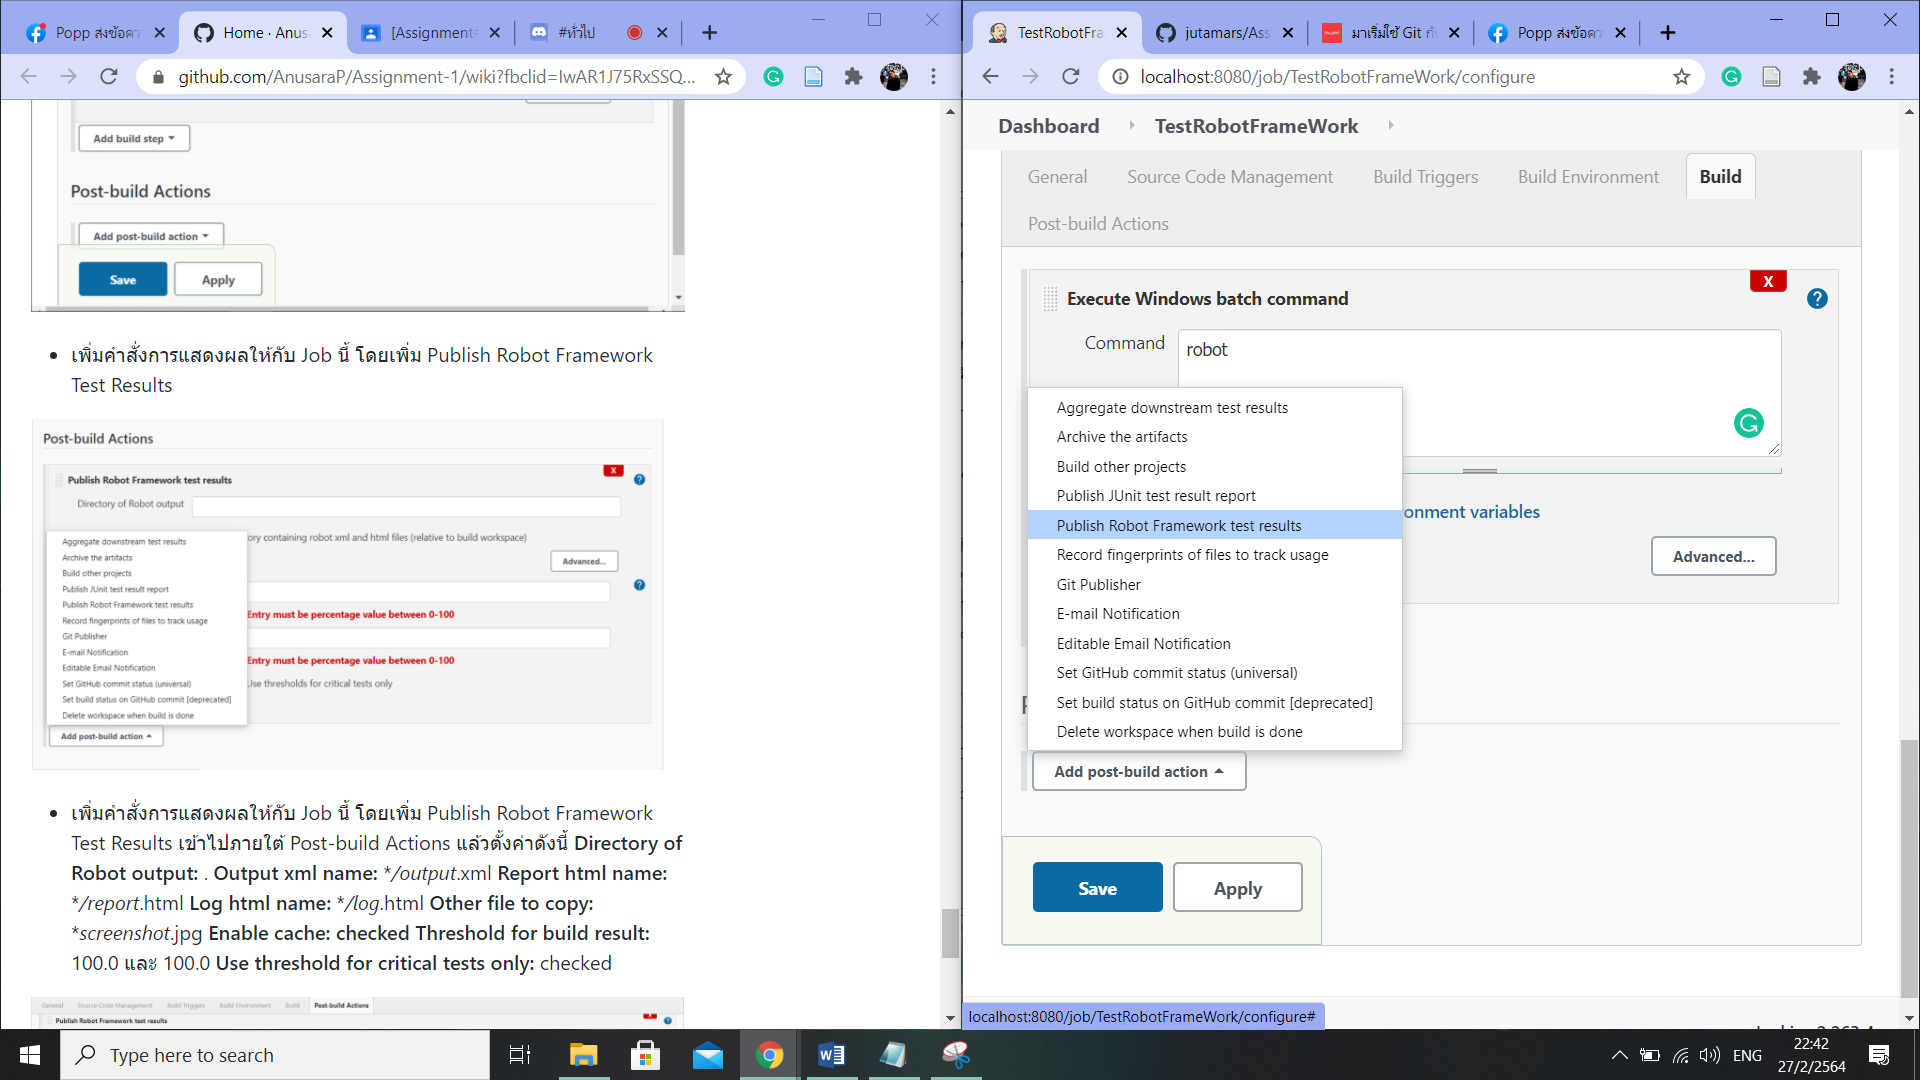 Popp ส่งข้อคว
Home · Anus
[Assignment
#ทั่วไป
github.com/AnusaraP/Assignment-1/wiki?fbclid=IwAR1J75RxSSQ...
Add build step
Post-build Actions
Add post-build action
Save
Apply
เพิ่มคำสั่งการแสดงผลให้กับ Job นี้ โดยเพิ่ม Publish Robot Framework
Test Results
Post-build Actions
Publish Robot Framework test results
X
Directory of Robot output
ory containing robot xml and html files (relative to build workspace)
Advanced...
Aggregate downstream test results
Archive the artifacts
Build other projects
Publish JUnit test result report
Publish Robot Framework test results
Record fingerprints of files to track usage
Git Publisher
E-mail Notification
Editable Email Notification
Set GitHub commit status (universal)
Set build status on GitHub commit [deprecated]
Delete workspace when build is done
Entry must be percentage value between 0-100
Entry must be percentage value between 0-100
Use thresholds for critical tests only
Add post-build action
เพิ่มคำสั่งการแสดงผลให้กับ Job นี้ โดยเพิ่ม Publish Robot Framework
Test Results เข้าไปภายใต้ Post-build Actions แล้วตั้งค่าดังนี้ Directory of
Robot output: . Output xml name: */output.xml Report html name:
*/report.html Log html name: */log.html Other file to copy:
*screenshot.jpg Enable cache: checked Threshold for build result:
100.0 และ 100.0 Use threshold for critical tests only: checked
General Source Code Management Build Triggers Build Environment Build Post-build Actions
Publish Robot Framework test results
TestRobotFra
jutamars/Ass
มาเริ่มใช้ Git กั
Popp ส่งข้อคว
localhost:8080/job/TestRobotFrameWork/configure
Dashboard
TestRobotFrameWork
General
Source Code Management
Build Triggers
Build Environment
Build
Post-build Actions
Execute Windows batch command
X
?
Command
robot
Aggregate downstream test results
Archive the artifacts
Build other projects
Publish JUnit test result report
Publish Robot Framework test results
Record fingerprints of files to track usage
Git Publisher
E-mail Notification
Editable Email Notification
Set GitHub commit status (universal)
Set build status on GitHub commit [deprecated]
Delete workspace when build is done
onment variables
Advanced...
Add post-build action
Save
Apply
localhost:8080/job/TestRobotFrameWork/configure#
Type here to search
ENG
22:42
27/2/2564